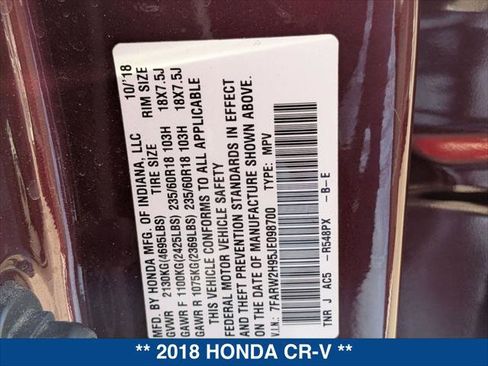 MFD. BY HONDA MFG. OF INDIANA, LLC 10/'18
GVWR 2130KG(4695LBS) TIRE SIZE RIM SIZE
GAWR F 1100KG(2425LBS) 235/60R18 103H 18X7.5J
GAWR R 1075KG(2369LBS) 235/60R18 103H 18X7.5J
THIS VEHICLE CONFORMS TO ALL APPLICABLE
FEDERAL MOTOR VEHICLE SAFETY
AND THEFT PREVENTION STANDARDS IN EFFECT
ON THE DATE OF MANUFACTURE SHOWN ABOVE.
V.I.N.: 7FARW2H95JE098700 TYPE: MPV
TNR J AC5 -R548PX -B-E
** 2018 HONDA CR-V **